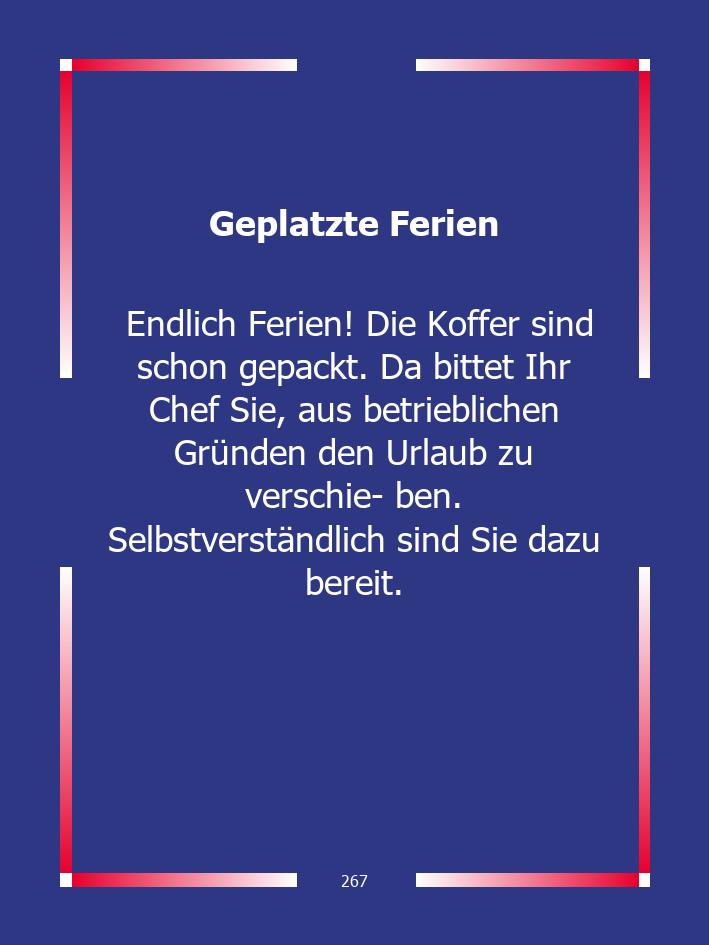 Geplatzte Ferien
Endlich Ferien! Die Koffer sind
schon gepackt. Da bittet Ihr
Chef Sie, aus betrieblichen
Gründen den Urlaub zu
verschie- ben.
Selbstverständlich sind Sie dazu
bereit.
267